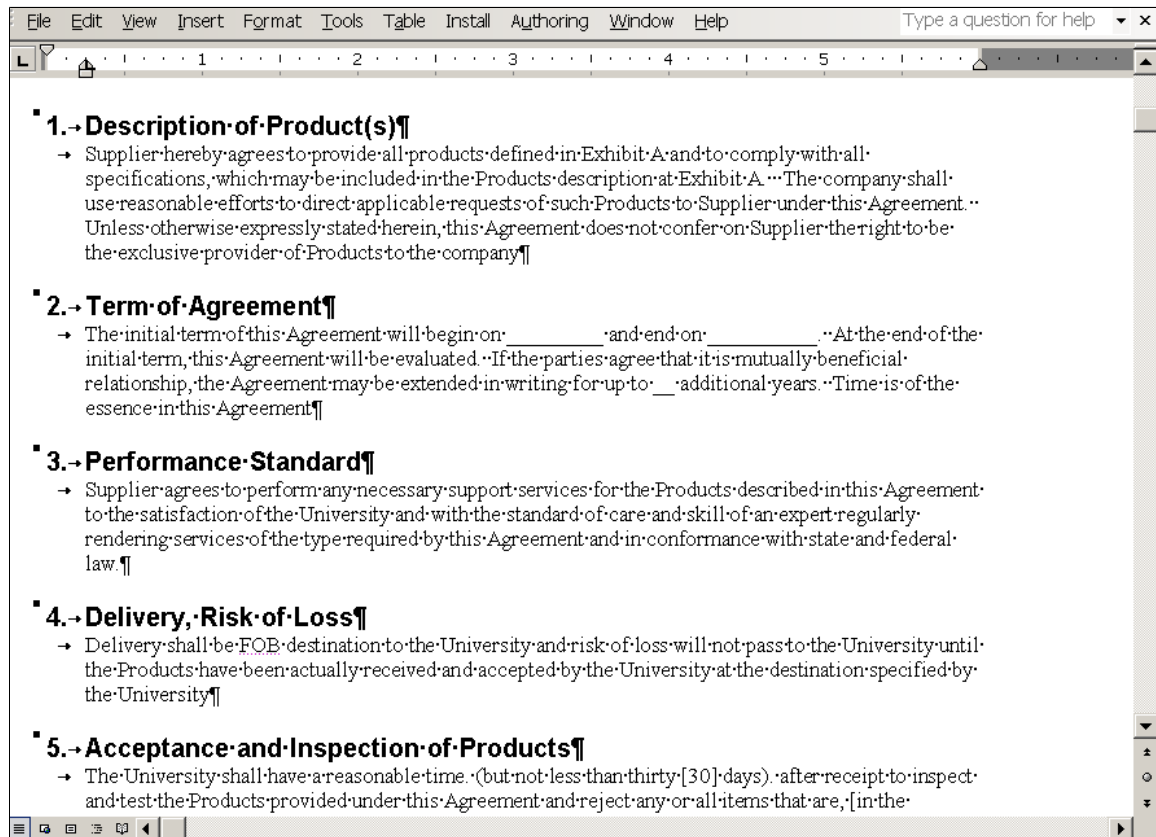 File Edit View Insert Format Tools Table Install Authoring Window Help Type a question for help
1 2 3 4 5
1. Description of Product(s)¶
Supplier hereby agrees to provide all products defined in Exhibit A and to comply with all
specifications, which may be included in the Products description at Exhibit A. The company shall
use reasonable efforts to direct applicable requests of such Products to Supplier under this Agreement.
Unless otherwise expressly stated herein, this Agreement does not confer on Supplier the right to be
the exclusive provider of Products to the company¶
2. Term of Agreement¶
The initial term of this Agreement will begin on _________ and end on __________. At the end of the
initial term, this Agreement will be evaluated. If the parties agree that it is mutually beneficial
relationship, the Agreement may be extended in writing for up to __ additional years. Time is of the
essence in this Agreement¶
3. Performance Standard¶
Supplier agrees to perform any necessary support services for the Products described in this Agreement
to the satisfaction of the University and with the standard of care and skill of an expert regularly
rendering services of the type required by this Agreement and in conformance with state and federal
law.¶
4. Delivery, Risk of Loss¶
Delivery shall be FOB destination to the University and risk of loss will not pass to the University until
the Products have been actually received and accepted by the University at the destination specified by
the University¶
5. Acceptance and Inspection of Products¶
The University shall have a reasonable time. (but not less than thirty [30] days). after receipt to inspect
and test the Products provided under this Agreement and reject any or all items that are, [in the